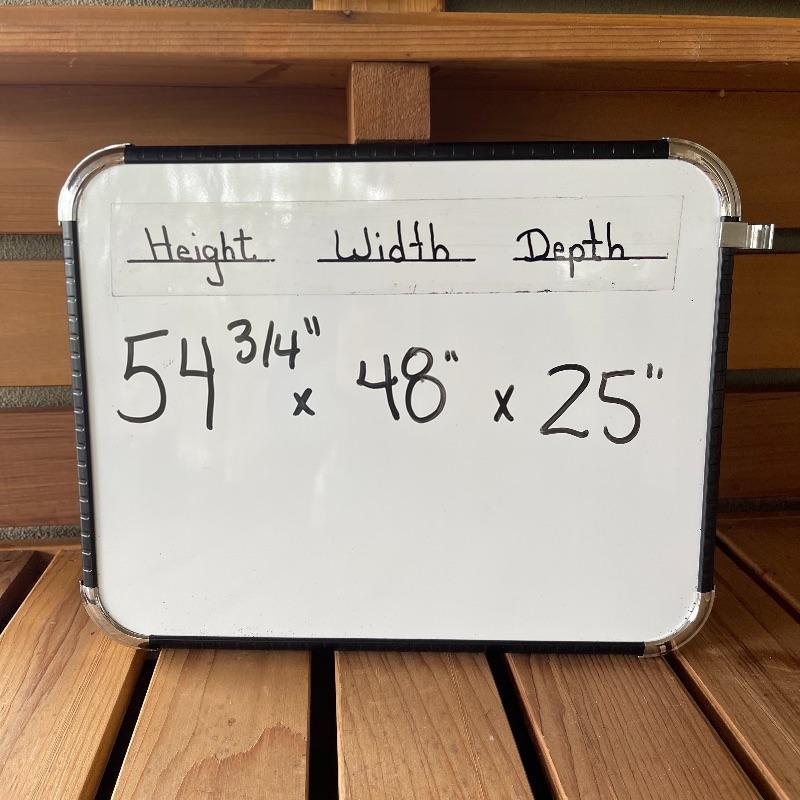 Height Width Depth
54 3/4" x 48" x 25"